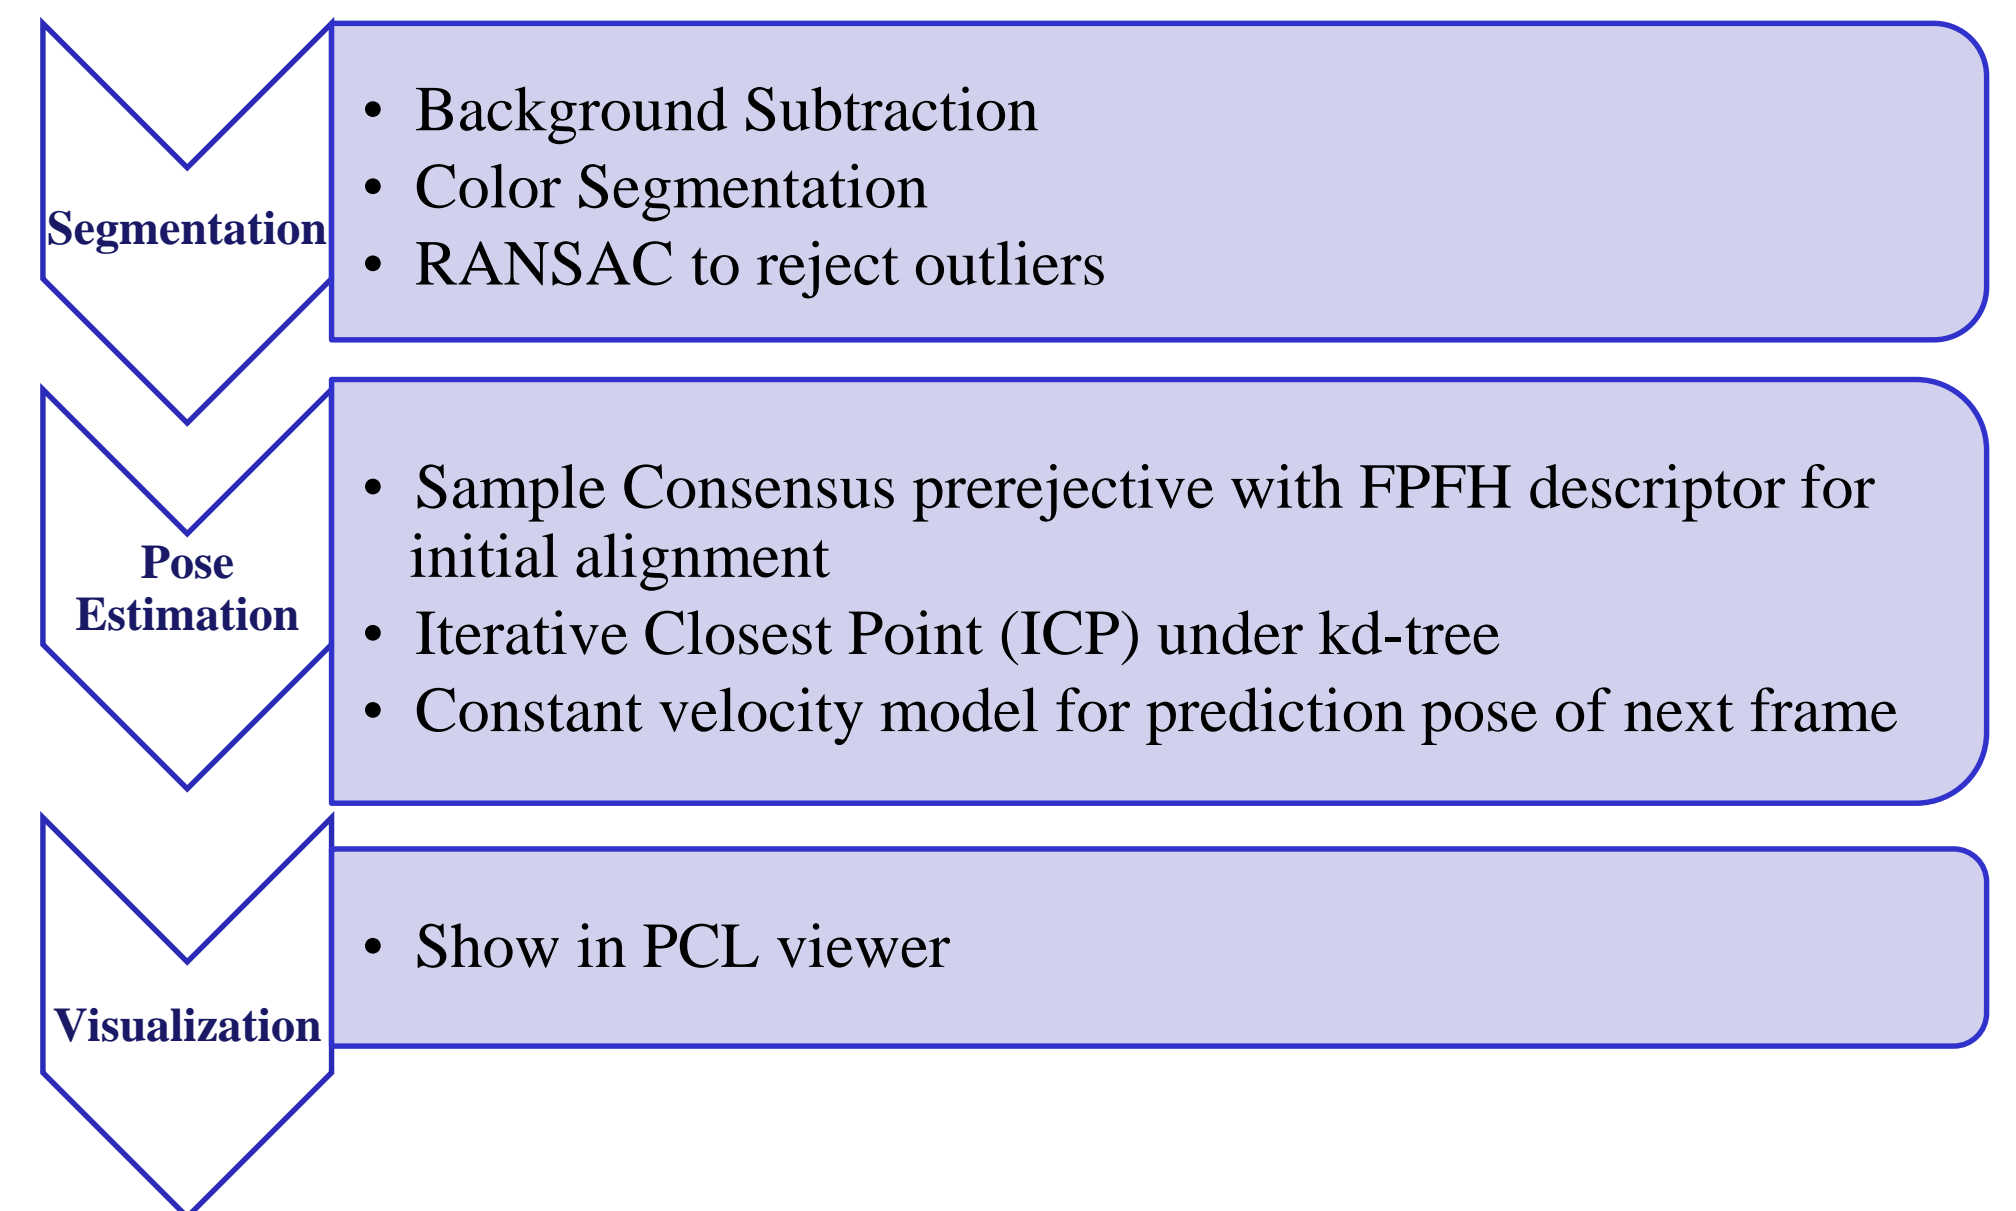 Segmentation
• Background Subtraction
• Color Segmentation
• RANSAC to reject outliers
Pose
Estimation
• Sample Consensus prerejective with FPFH descriptor for
initial alignment
• Iterative Closest Point (ICP) under kd-tree
• Constant velocity model for prediction pose of next frame
Visualization
• Show in PCL viewer